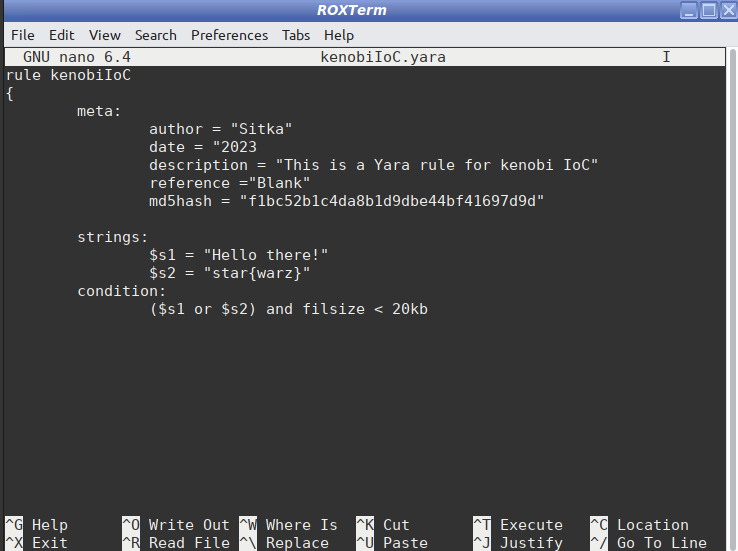 ROXTerm
File Edit View Search Preferences Tabs Help
GNU nano 6.4 kenobiIoC.yara I
rule kenobiIoC
{
meta:
author = "Sitka"
date = "2023
description = "This is a Yara rule for kenobi IoC"
reference ="Blank"
md5hash = "f1bc52b1c4da8b1d9dbe44bf41697d9d"
strings:
$s1 = "Hello there!"
$s2 = "star{warz}"
condition:
($s1 or $s2) and filsize < 20kb
^G Help ^O Write Out ^W Where Is ^K Cut ^T Execute ^C Location
^X Exit ^R Read File ^\ Replace ^U Paste ^J Justify ^/ Go To Line